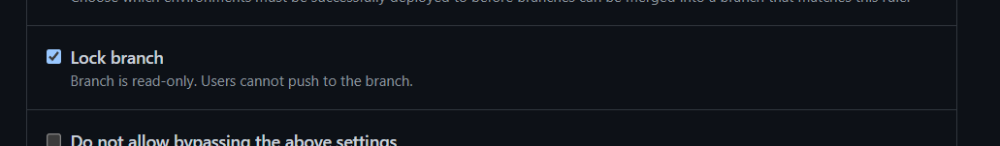 Choose which environments must be successfully deployed to before branches can be merged into a branch that matches this rule.
Lock branch
Branch is read-only. Users cannot push to the branch.
Do not allow bypassing the above settings